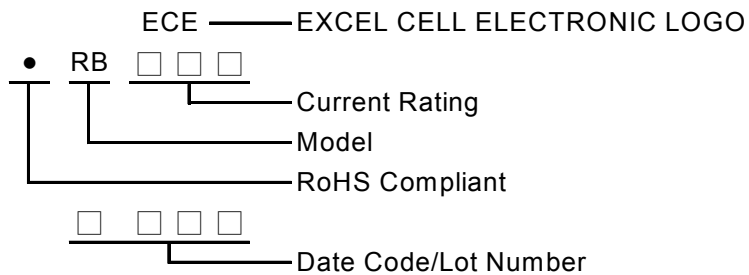 ECE EXCEL CELL ELECTRONIC LOGO
● RB □ □ □
Current Rating
Model
RoHS Compliant
□ □ □ □
Date Code/Lot Number